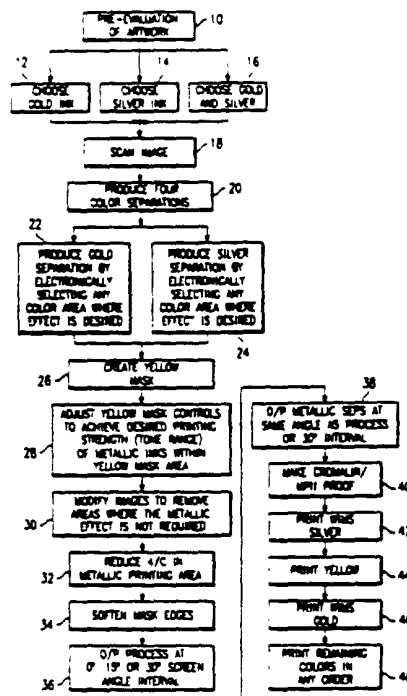 PRE-EVALUATION
OF ARTWORK
10
12
14
16
CHOOSE
GOLD INK
CHOOSE
SILVER INK
CHOOSE GOLD
AND SILVER
SCAN IMAGE
18
PRODUCE FOUR
COLOR SEPARATIONS
20
22
PRODUCE GOLD
SEPARATION BY
ELECTRONICALLY
SELECTING ANY
COLOR AREA WHERE
EFFECT IS DESIRED
PRODUCE SILVER
SEPARATION BY
ELECTRONICALLY
SELECTING ANY
COLOR AREA WHERE
EFFECT IS DESIRED
24
26
CREATE YELLOW
MASK
28
ADJUST YELLOW MASK CONTROLS
TO ACHIEVE DESIRED PRINTING
STRENGTH (TONE RANGE)
OF METALLIC INKS WITHIN
YELLOW MASK AREA
30
MODIFY IMAGES TO REMOVE
AREAS WHERE THE METALLIC
EFFECT IS NOT REQUIRED
32
REDUCE 4/C IN
METALLIC PRINTING AREA
34
SOFTEN MASK EDGES
36
O/P PROCESS AT
0° 15° OR 30° SCREEN
ANGLE INTERVAL
38
O/P METALLIC SEPS AT
SAME ANGLE AS PROCESS
OR 30° INTERVAL
MAKE CROMALIN/
PROOF
40
PRINT
SILVER
42
PRINT YELLOW
44
PRINT
GOLD
46
PRINT REMAINING
COLORS IN
ANY ORDER